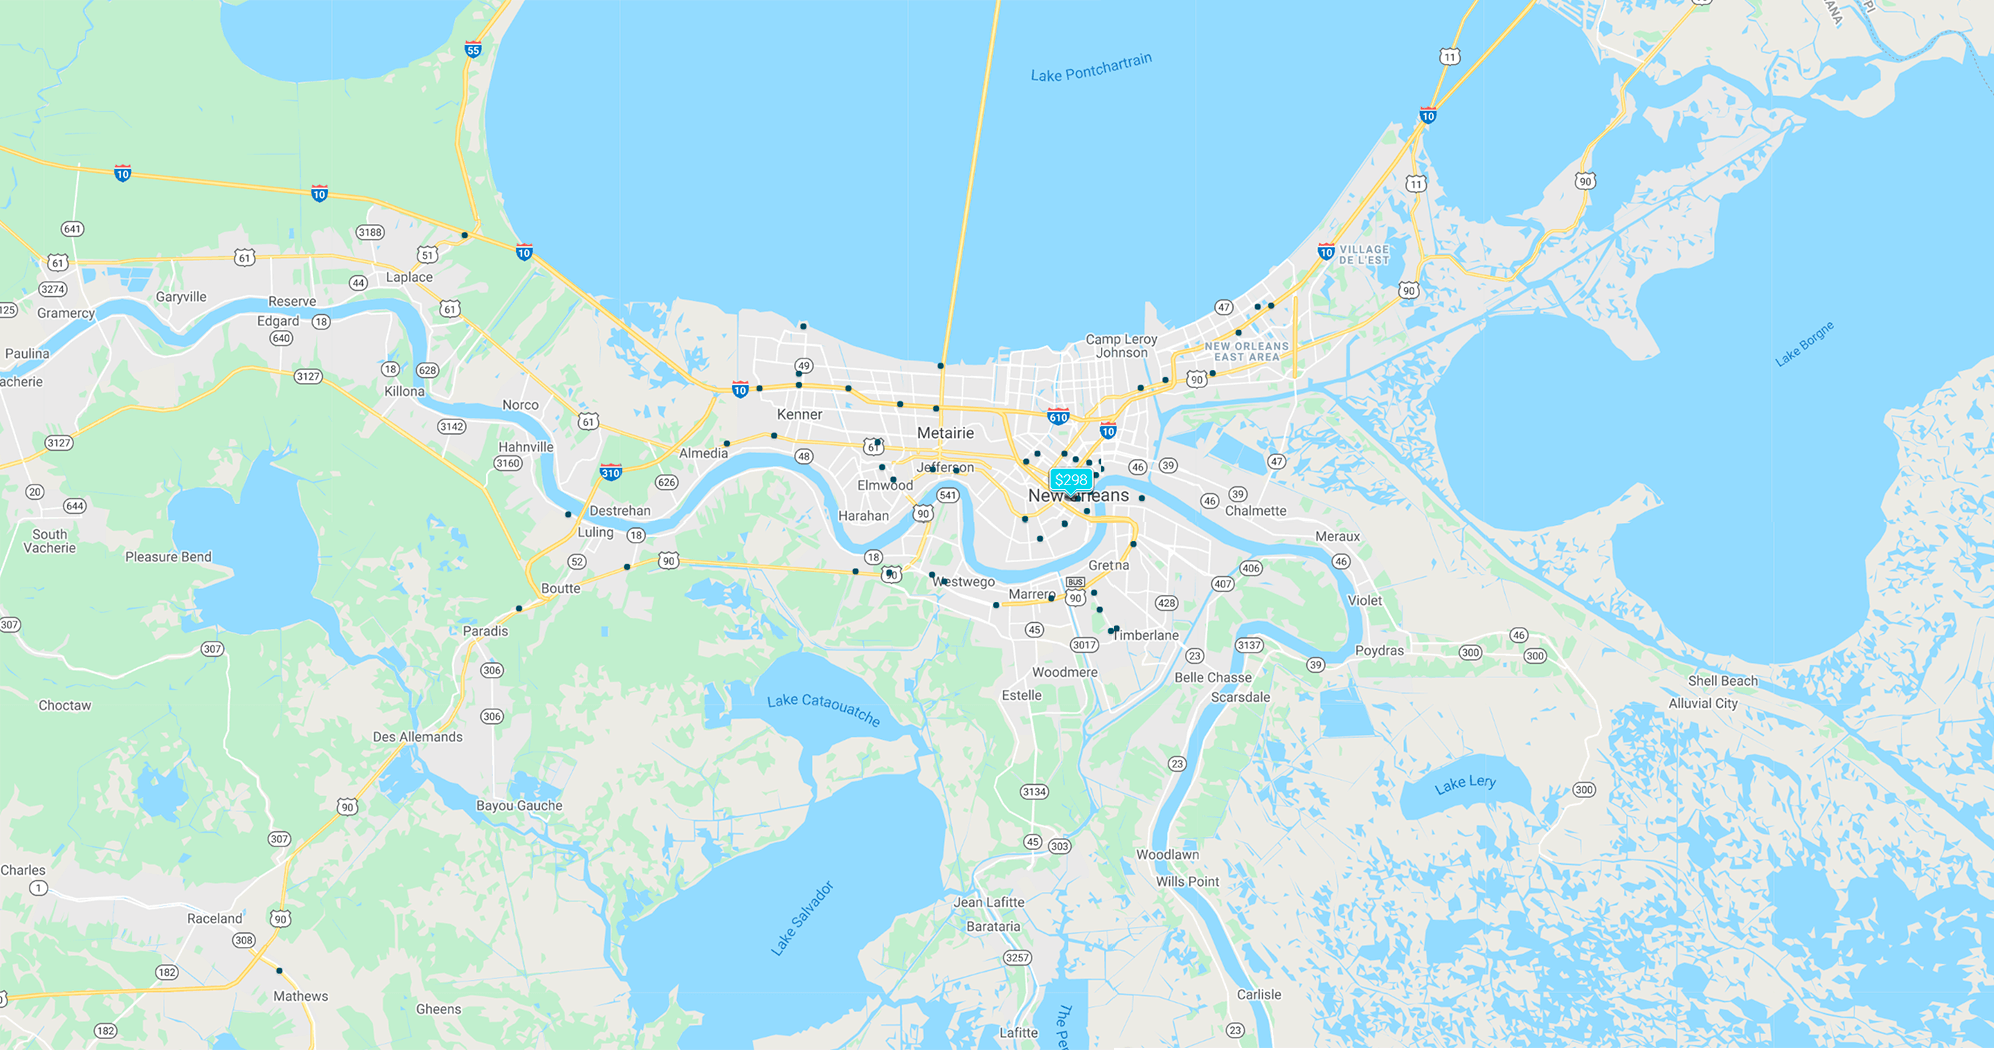 55
Lake Pontchartrain
11
10
10
10
11
90
641
3188
61
61
51
10
10
VILLAGE
DE L'EST
3274
Laplace
44
90
Garyville
Reserve
61
47
125
Gramercy
Edgard
18
640
Camp Leroy
Johnson
NEW ORLEANS
EAST AREA
Lake Borgne
Paulina
49
acherie
3127
18
628
Killona
10
90
Norco
Kenner
610
3142
61
Metairie
10
3127
Hahnville
61
Almedia
48
3160
310
Jefferson
46
39
47
626
Elmwood
$298
20
541
New Orleans
46
39
644
Destrehan
Harahan
90
Chalmette
South
Vacherie
Luling
18
Meraux
Pleasure Bend
52
90
18
46
Boutte
90
Westwego
Gretna
406
407
BUS
90
Marrero
428
Violet
307
Paradis
45
Timberlane
46
307
3017
3137
Poydras
300
300
306
23
39
Woodmere
Belle Chasse
Shell Beach
Choctaw
Estelle
Scarsdale
Alluvial City
306
Lake Cataouatche
Des Allemands
23
Lake Lery
90
Bayou Gauche
3134
300
307
45
303
Woodlawn
Charles
1
Wills Point
Lake Salvador
Raceland
90
Jean Lafitte
308
Barataria
182
3257
Mathews
Carlisle
Gheens
The Pe
182
Lafitte
23